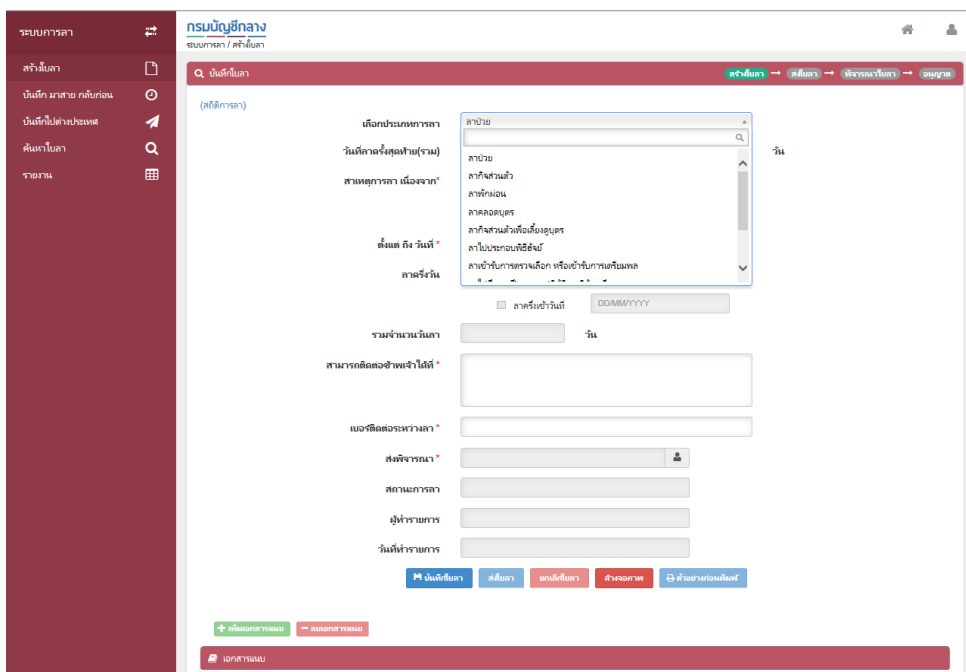 ระบบการลา
กรมบัญชีกลาง
ระบบการลา / สร้างใบลา
สร้างใบลา
บันทึก มาสาย กลับก่อน
บันทึกไปต่างประเทศ
ค้นหาใบลา
รายงาน
บันทึกใบลา
สร้างใบลา → ส่งใบลา → พิจารณาใบลา → อนุญาต
(สถิติการลา)
เลือกประเภทการลา ลาป่วย
วันที่ลาครั้งสุดท้าย(รวม) วัน
ลาป่วย
สาเหตุการลา เนื่องจาก*
ลากิจส่วนตัว
ลาพักผ่อน
ลาคลอดบุตร
ลากิจส่วนตัวเพื่อเลี้ยงดูบุตร
ตั้งแต่ ถึง วันที่ *
ลาไปประกอบพิธีฮัจย์
ลาเข้ารับการตรวจเลือก หรือเข้ารับการเตรียมพล
ลาครึ่งวัน
ลาครึ่งเช้าวันที่ DD/MM/YYYY
รวมจำนวนวันลา วัน
สามารถติดต่อข้าพเจ้าได้ที่ *
เบอร์ติดต่อระหว่างลา *
ส่งพิจารณา *
สถานะการลา
ผู้ทำรายการ
วันที่ทำรายการ
บันทึกใบลา ส่งใบลา ยกเลิกใบลา ล้างจอภาพ ตัวอย่างก่อนพิมพ์
เพิ่มเอกสารแนบ ลบเอกสารแนบ
เอกสารแนบ